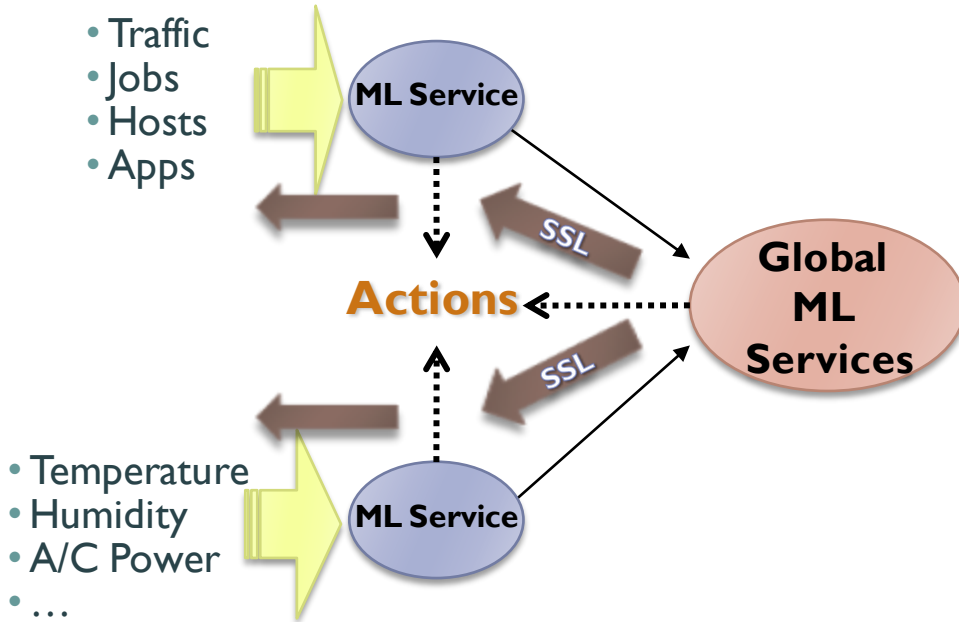 • Traffic
• Jobs
• Hosts
• Apps
ML Service
SSL
Global
ML
Services
Actions
SSL
• Temperature
• Humidity
• A/C Power
• …
ML Service